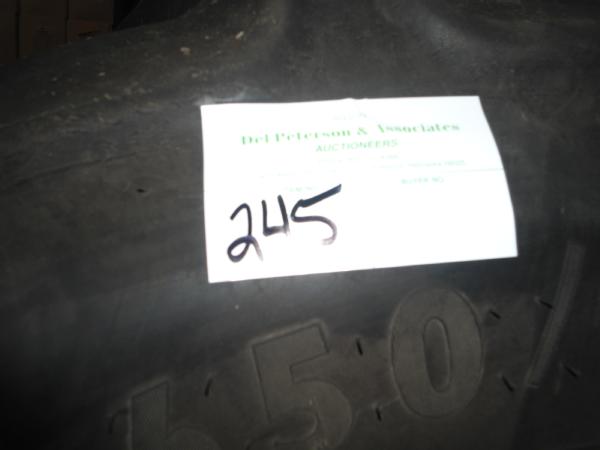 Del Peterson & Associates
AUCTIONEERS
BUYER NO.
245
650/